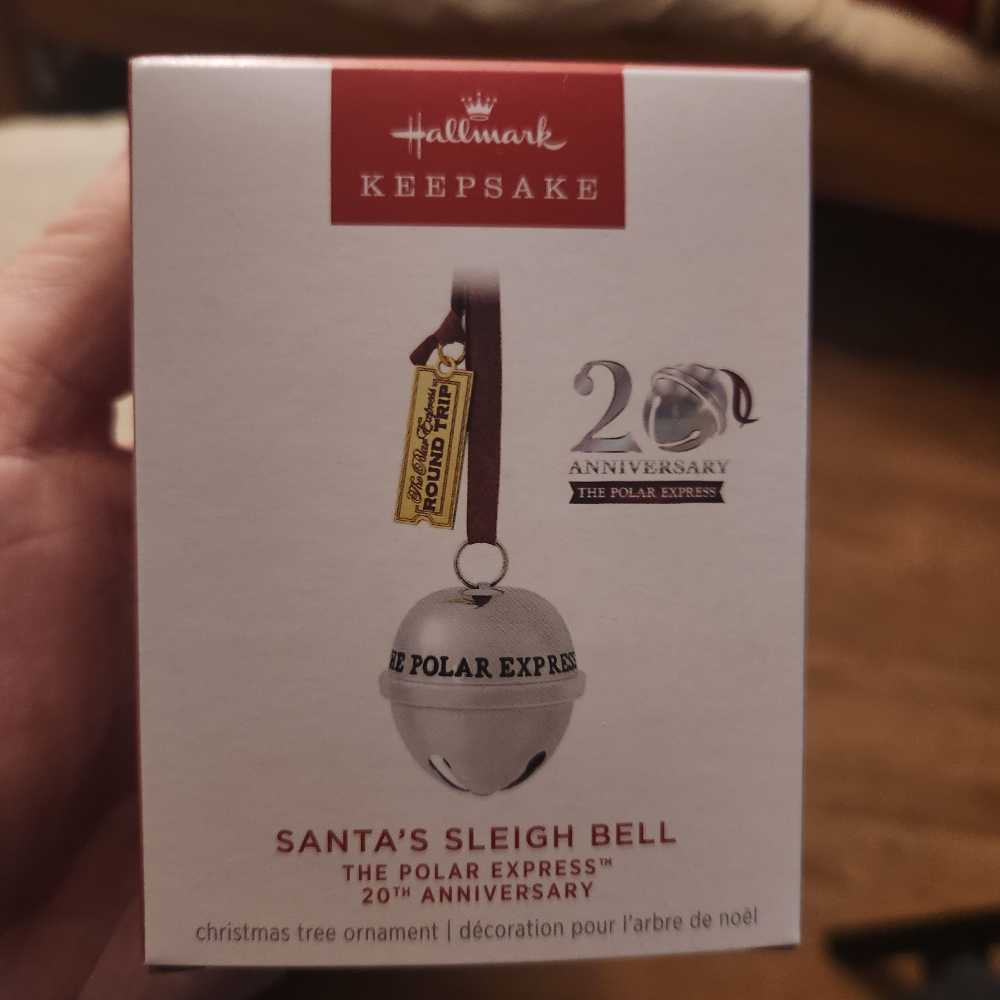 Hallmark
KEEPSAKE
The Polar Express
ROUND TRIP
20
ANNIVERSARY
THE POLAR EXPRESS
HE POLAR EXPRESS
SANTA'S SLEIGH BELL
THE POLAR EXPRESS™
20TH ANNIVERSARY
christmas tree ornament | décoration pour l'arbre de noël